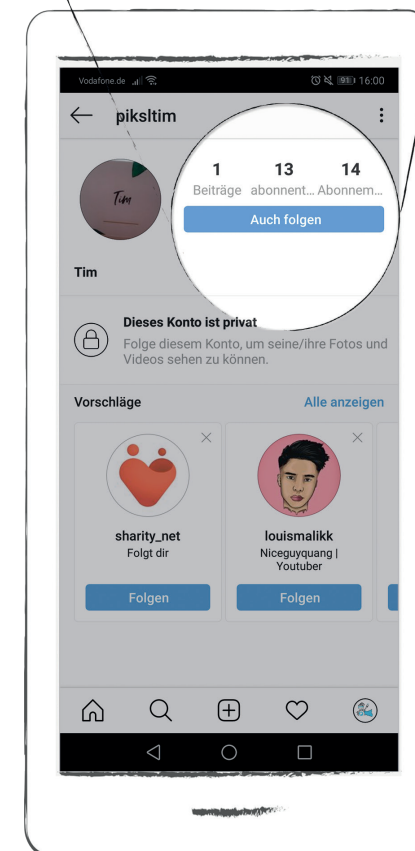 Vodafone.de 91 16:00
piksltim
1 13 14
Beiträge abonnent... Abonnem...
Auch folgen
Tim
Tim
Dieses Konto ist privat
Folge diesem Konto, um seine/ihre Fotos und
Videos sehen zu können.
Vorschläge Alle anzeigen
sharity_net
Folgt dir
Folgen
louismalikk
Niceguyquang |
Youtuber
Folgen